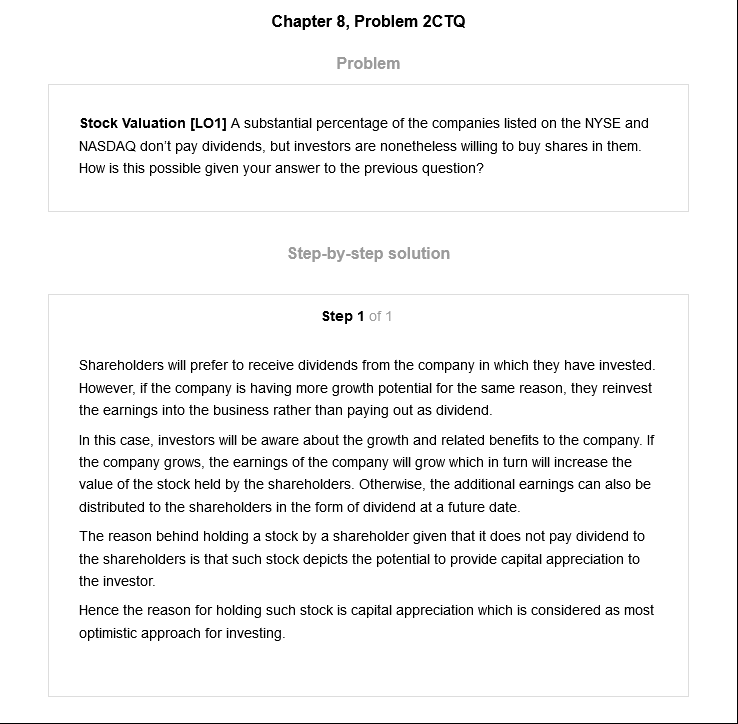 Chapter 8, Problem 2CTQ
Problem
Stock Valuation [LO1] A substantial percentage of the companies listed on the NYSE and
NASDAQ don't pay dividends, but investors are nonetheless willing to buy shares in them.
How is this possible given your answer to the previous question?
Step-by-step solution
Step 1 of 1
Shareholders will prefer to receive dividends from the company in which they have invested.
However, if the company is having more growth potential for the same reason, they reinvest
the earnings into the business rather than paying out as dividend.
In this case, investors will be aware about the growth and related benefits to the company. If
the company grows, the earnings of the company will grow which in turn will increase the
value of the stock held by the shareholders. Otherwise, the additional earnings can also be
distributed to the shareholders in the form of dividend at a future date.
The reason behind holding a stock by a shareholder given that it does not pay dividend to
the shareholders is that such stock depicts the potential to provide capital appreciation to
the investor.
Hence the reason for holding such stock is capital appreciation which is considered as most
optimistic approach for investing.